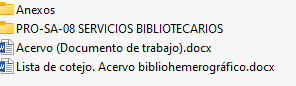 Anexos
PRO-SA-08 SERVICIOS BIBLIOTECARIOS
Acervo (Documento de trabajo).docx
Lista de cotejo. Acervo bibliohemerográfico.docx